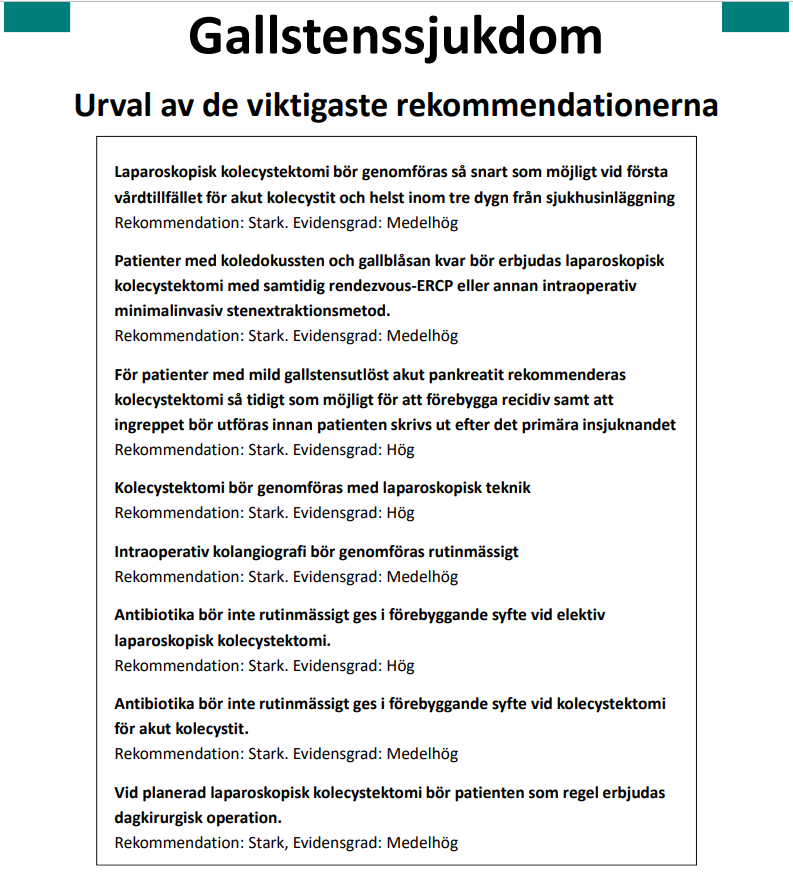 Gallstenssjukdom
Urval av de viktigaste rekommendationerna
Laparoskopisk kolecystektomi bör genomföras så snart som möjligt vid första
vårdtillfället för akut kolecystit och helst inom tre dygn från sjukhusinläggning
Rekommendation: Stark. Evidensgrad: Medelhög
Patienter med koledokussten och gallblåsan kvar bör erbjudas laparoskopisk
kolecystektomi med samtidig rendezvous-ERCP eller annan intraoperativ
minimalinvasiv stenextraktionsmetod.
Rekommendation: Stark. Evidensgrad: Medelhög
För patienter med mild gallstensutlöst akut pankreatit rekommenderas
kolecystektomi så tidigt som möjligt för att förebygga recidiv samt att
ingreppet bör utföras innan patienten skrivs ut efter det primära insjuknandet
Rekommendation: Stark. Evidensgrad: Hög
Kolecystektomi bör genomföras med laparoskopisk teknik
Rekommendation: Stark. Evidensgrad: Hög
Intraoperativ kolangiografi bör genomföras rutinmässigt
Rekommendation: Stark. Evidensgrad: Medelhög
Antibiotika bör inte rutinmässigt ges i förebyggande syfte vid elektiv
laparoskopisk kolecystektomi.
Rekommendation: Stark. Evidensgrad: Hög
Antibiotika bör inte rutinmässigt ges i förebyggande syfte vid kolecystektomi
för akut kolecystit.
Rekommendation: Stark. Evidensgrad: Medelhög
Vid planerad laparoskopisk kolecystektomi bör patienten som regel erbjudas
dagkirurgisk operation.
Rekommendation: Stark, Evidensgrad: Medelhög